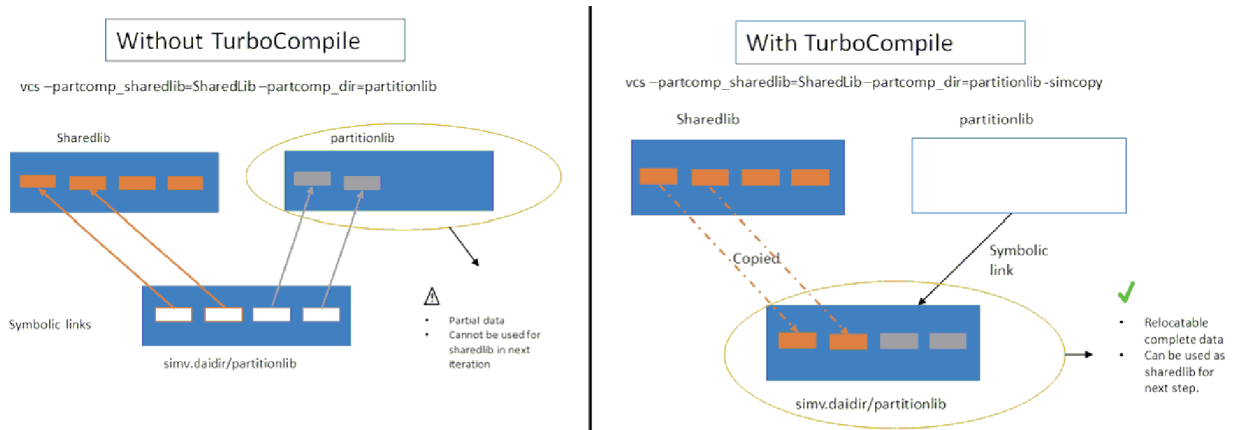 Without TurboCompile
vcs –partcomp_sharedlib=SharedLib –partcomp_dir=partitionlib
Sharedlib
partitionlib
Symbolic links
simv.daidir/partitionlib
• Partial data
• Cannot be used for
sharedlib in next
iteration
With TurboCompile
vcs –partcomp_sharedlib=SharedLib –partcomp_dir=partitionlib -simcopy
Sharedlib
partitionlib
Copied
Symbolic
link
simv.daidir/partitionlib
• Relocatable
complete data
• Can be used as
sharedlib for
next step.